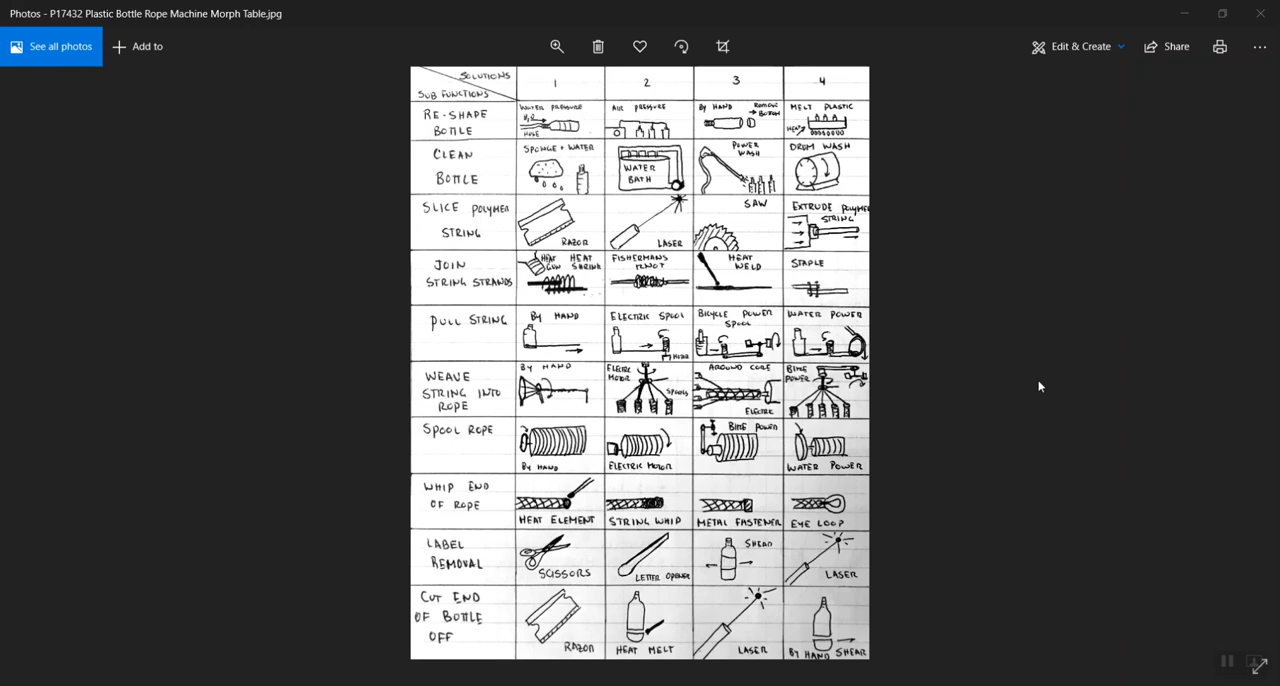 Photos - P17432 Plastic Bottle Rope Machine Morph Table.jpg
See all photos
Add to
Edit & Create
Share
SOLUTIONS
SUB FUNCTIONS
1
2
3
4
RE-SHAPE
BOTTLE
WATER PRESSURE
H2O
HOSE
AIR PRESSURE
BY HAND
REMOVE
BOTTOM
MELT PLASTIC
HEAT
CLEAN
BOTTLE
SPONGE + WATER
WATER
BATH
POWER
WASH
DRUM WASH
SLICE POLYMER
STRING
RAZOR
LASER
SAW
EXTRUDE POLYMER
STRING
JOIN
STRING STRANDS
HEAT
GUN
HEAT
SHRINK
FISHERMANS
KNOT
HEAT
WELD
STAPLE
PULL STRING
BY HAND
ELECTRIC SPOOL
MOTOR
BICYCLE POWER
SPOOL
WATER POWER
WEAVE
STRING INTO
ROPE
BY HAND
ELECTRIC
MOTOR
SPOOLS
AROUND CORE
ELECTRIC
BIKE
POWER
SPOOL ROPE
BY HAND
ELECTRIC MOTOR
BIKE POWER
WATER POWER
WHIP END
OF ROPE
HEAT ELEMENT
STRING WHIP
METAL FASTENER
EYE LOOP
LABEL
REMOVAL
SCISSORS
LETTER OPENER
SHEAR
LASER
CUT END
OF BOTTLE
OFF
RAZOR
HEAT MELT
LASER
BY HAND SHEAR